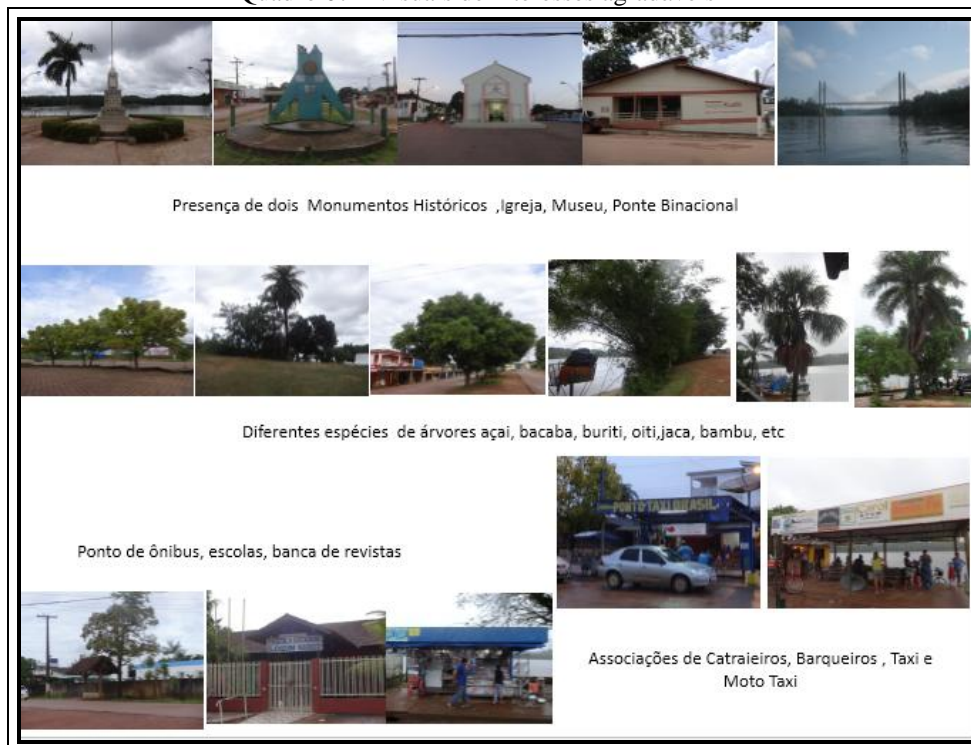 Presença de dois Monumentos Históricos ,Igreja, Museu, Ponte Binacional
Diferentes espécies de árvores açai, bacaba, buriti, oiti,jaca, bambu, etc
PONTO TAXI BRASIL
Ponto de ônibus, escolas, banca de revistas
Associações de Catraieiros, Barqueiros , Taxi e
Moto Taxi